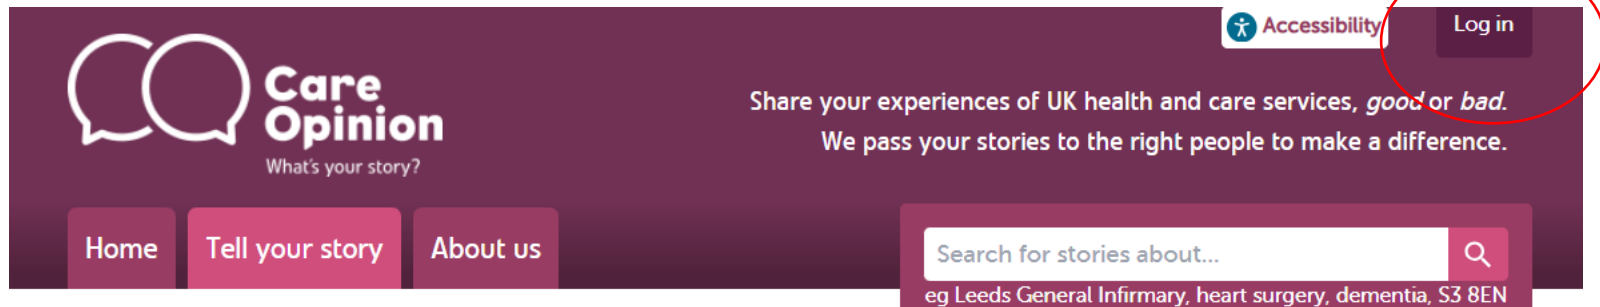 Accessibility
Log in
Care
Opinion
What's your story?
Share your experiences of UK health and care services, good or bad.
We pass your stories to the right people to make a difference.
Home
Tell your story
About us
Search for stories about...
eg Leeds General Infirmary, heart surgery, dementia, S3 8EN